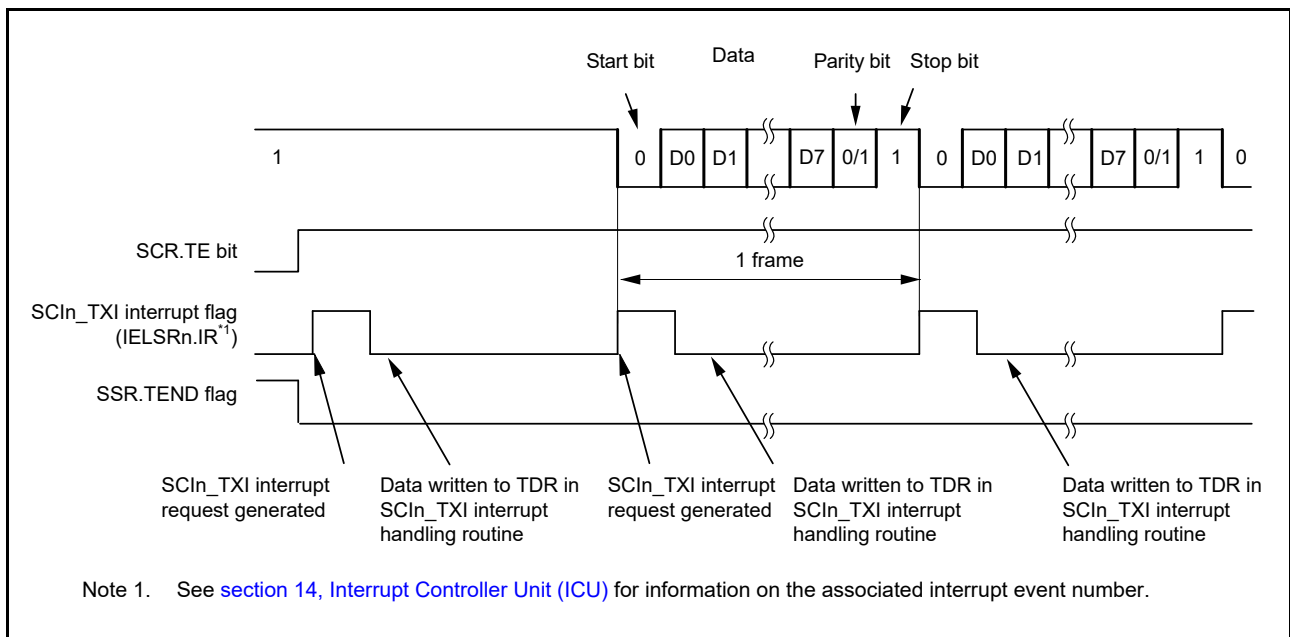 Start bit
Data
Parity bit
Stop bit
1
0 D0 D1 D7 0/1 1 0 D0 D1 D7 0/1 1 0
SCR.TE bit
1 frame
SCIn_TXI interrupt flag
(IELSRn.IR*1)
SSR.TEND flag
SCIn_TXI interrupt
request generated
Data written to TDR in
SCIn_TXI interrupt
handling routine
SCIn_TXI interrupt
request generated
Data written to TDR in
SCIn_TXI interrupt
handling routine
Data written to TDR in
SCIn_TXI interrupt
handling routine
Note 1. See section 14, Interrupt Controller Unit (ICU) for information on the associated interrupt event number.